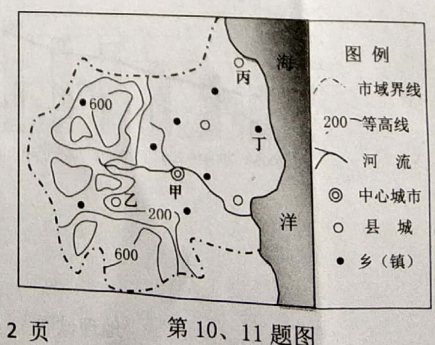 600
200
600
甲
乙
丙
丁
海
洋
图例
市域界线
200 等高线
河流
中心城市
县城
乡（镇）
2 页
第10、11题图